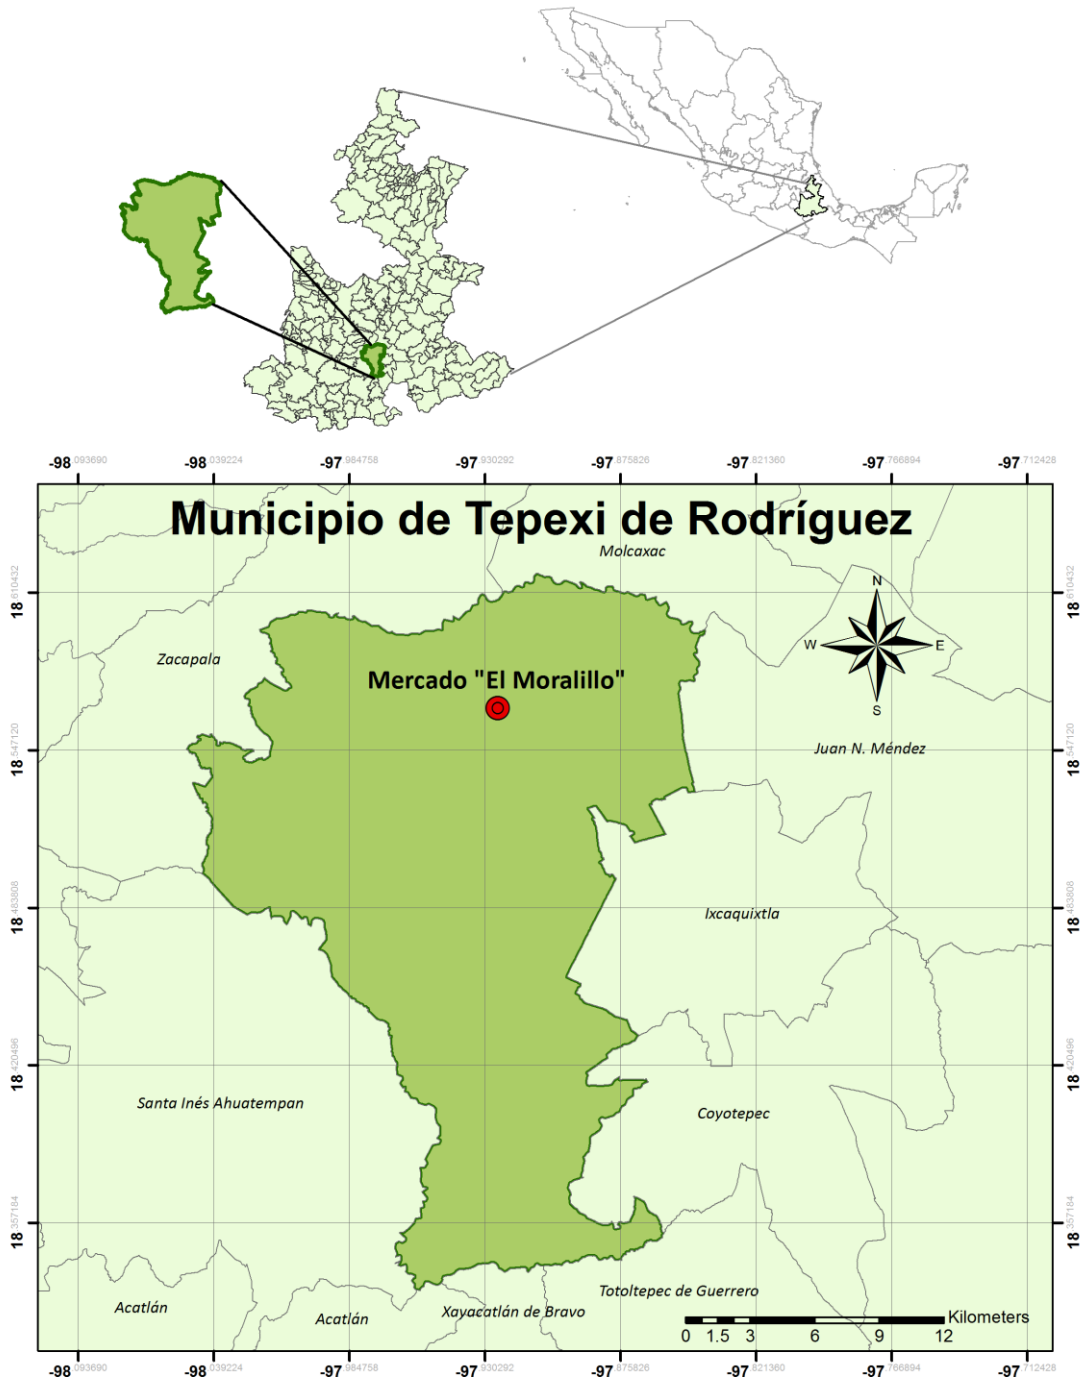 -98.093690 -98.039224 -97.984758 -97.930292 -97.875826 -97.821360 -97.766894 -97.712428
Municipio de Tepexi de Rodríguez
Molcaxac
18.610432 18.610432
N
W E
S
Zacapala
Mercado "El Moralillo"
Juan N. Méndez
18.547120 18.547120
18.483808 18.483808
Ixcaquixtla
18.420496 18.420496
Santa Inés Ahuatempan
Coyotepec
18.357184 18.357184
Totoltepec de Guerrero
Acatlán
Acatlán
Xayacatlán de Bravo
Kilometers
0 1.5 3 6 9 12
-98.093690 -98.039224 -97.984758 -97.930292 -97.875826 -97.821360 -97.766894 -97.712428